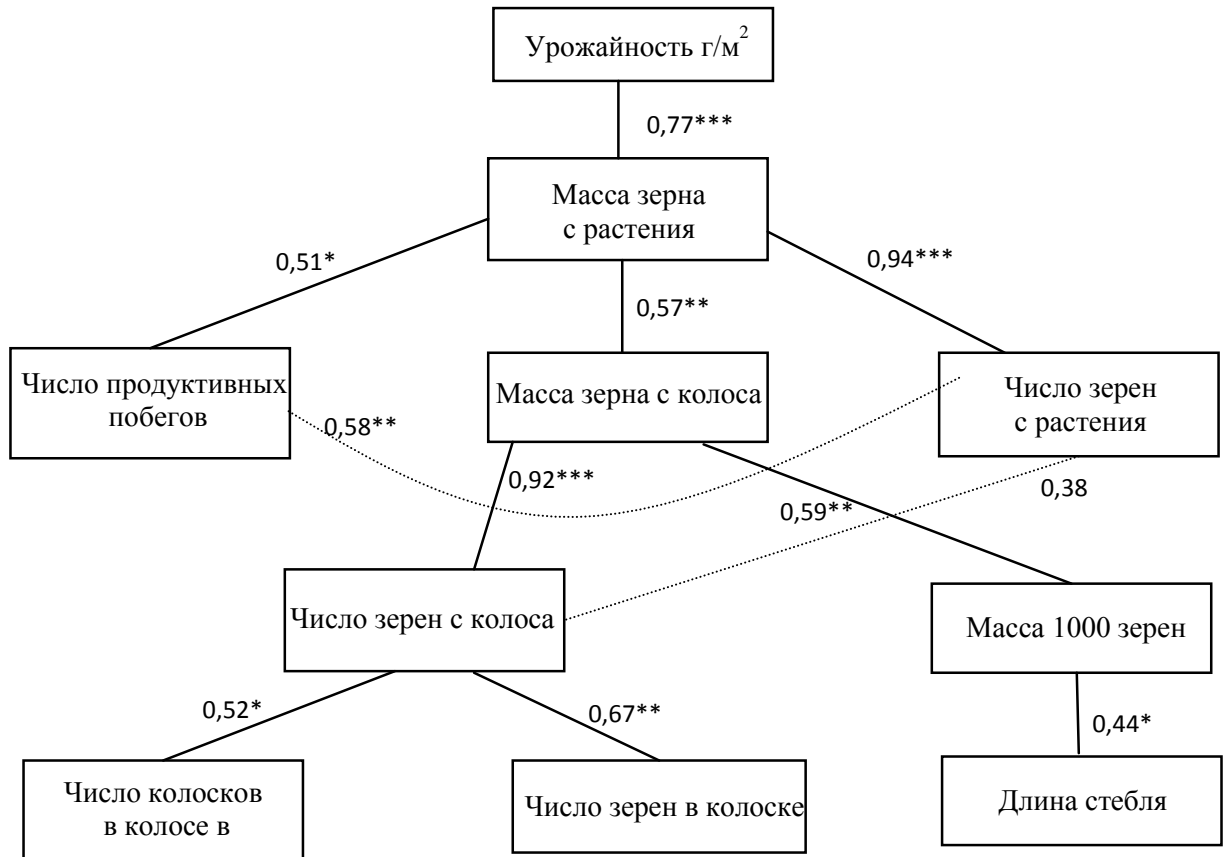 Урожайность г/м²
0,77***
Масса зерна
с растения
0,51*
0,57**
0,94***
Число продуктивных
побегов
Масса зерна с колоса
Число зерен
с растения
0,58**
0,92***
0,59**
0,38
Число зерен с колоса
Масса 1000 зерен
0,52*
0,67**
0,44*
Число колосков
в колосе в
Число зерен в колоске
Длина стебля